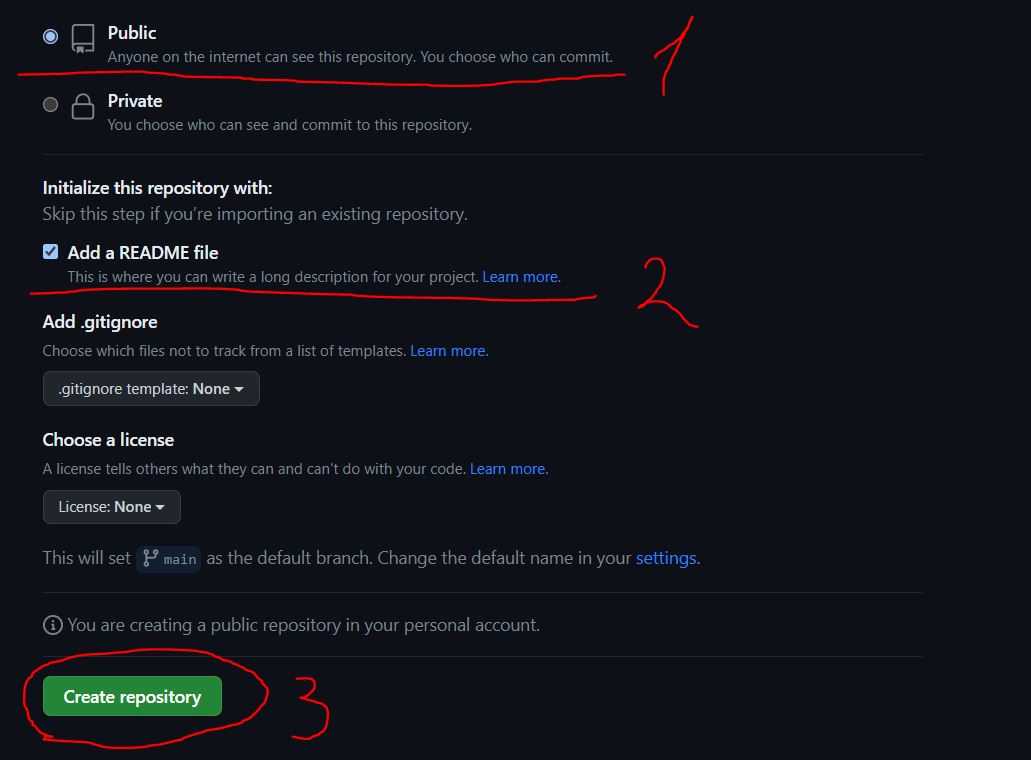 Public
Anyone on the internet can see this repository. You choose who can commit.
1
Private
You choose who can see and commit to this repository.
Initialize this repository with:
Skip this step if you’re importing an existing repository.
Add a README file
This is where you can write a long description for your project. Learn more.
2
Add .gitignore
Choose which files not to track from a list of templates. Learn more.
.gitignore template: None
Choose a license
A license tells others what they can and can't do with your code. Learn more.
License: None
This will set main as the default branch. Change the default name in your settings.
You are creating a public repository in your personal account.
Create repository
3